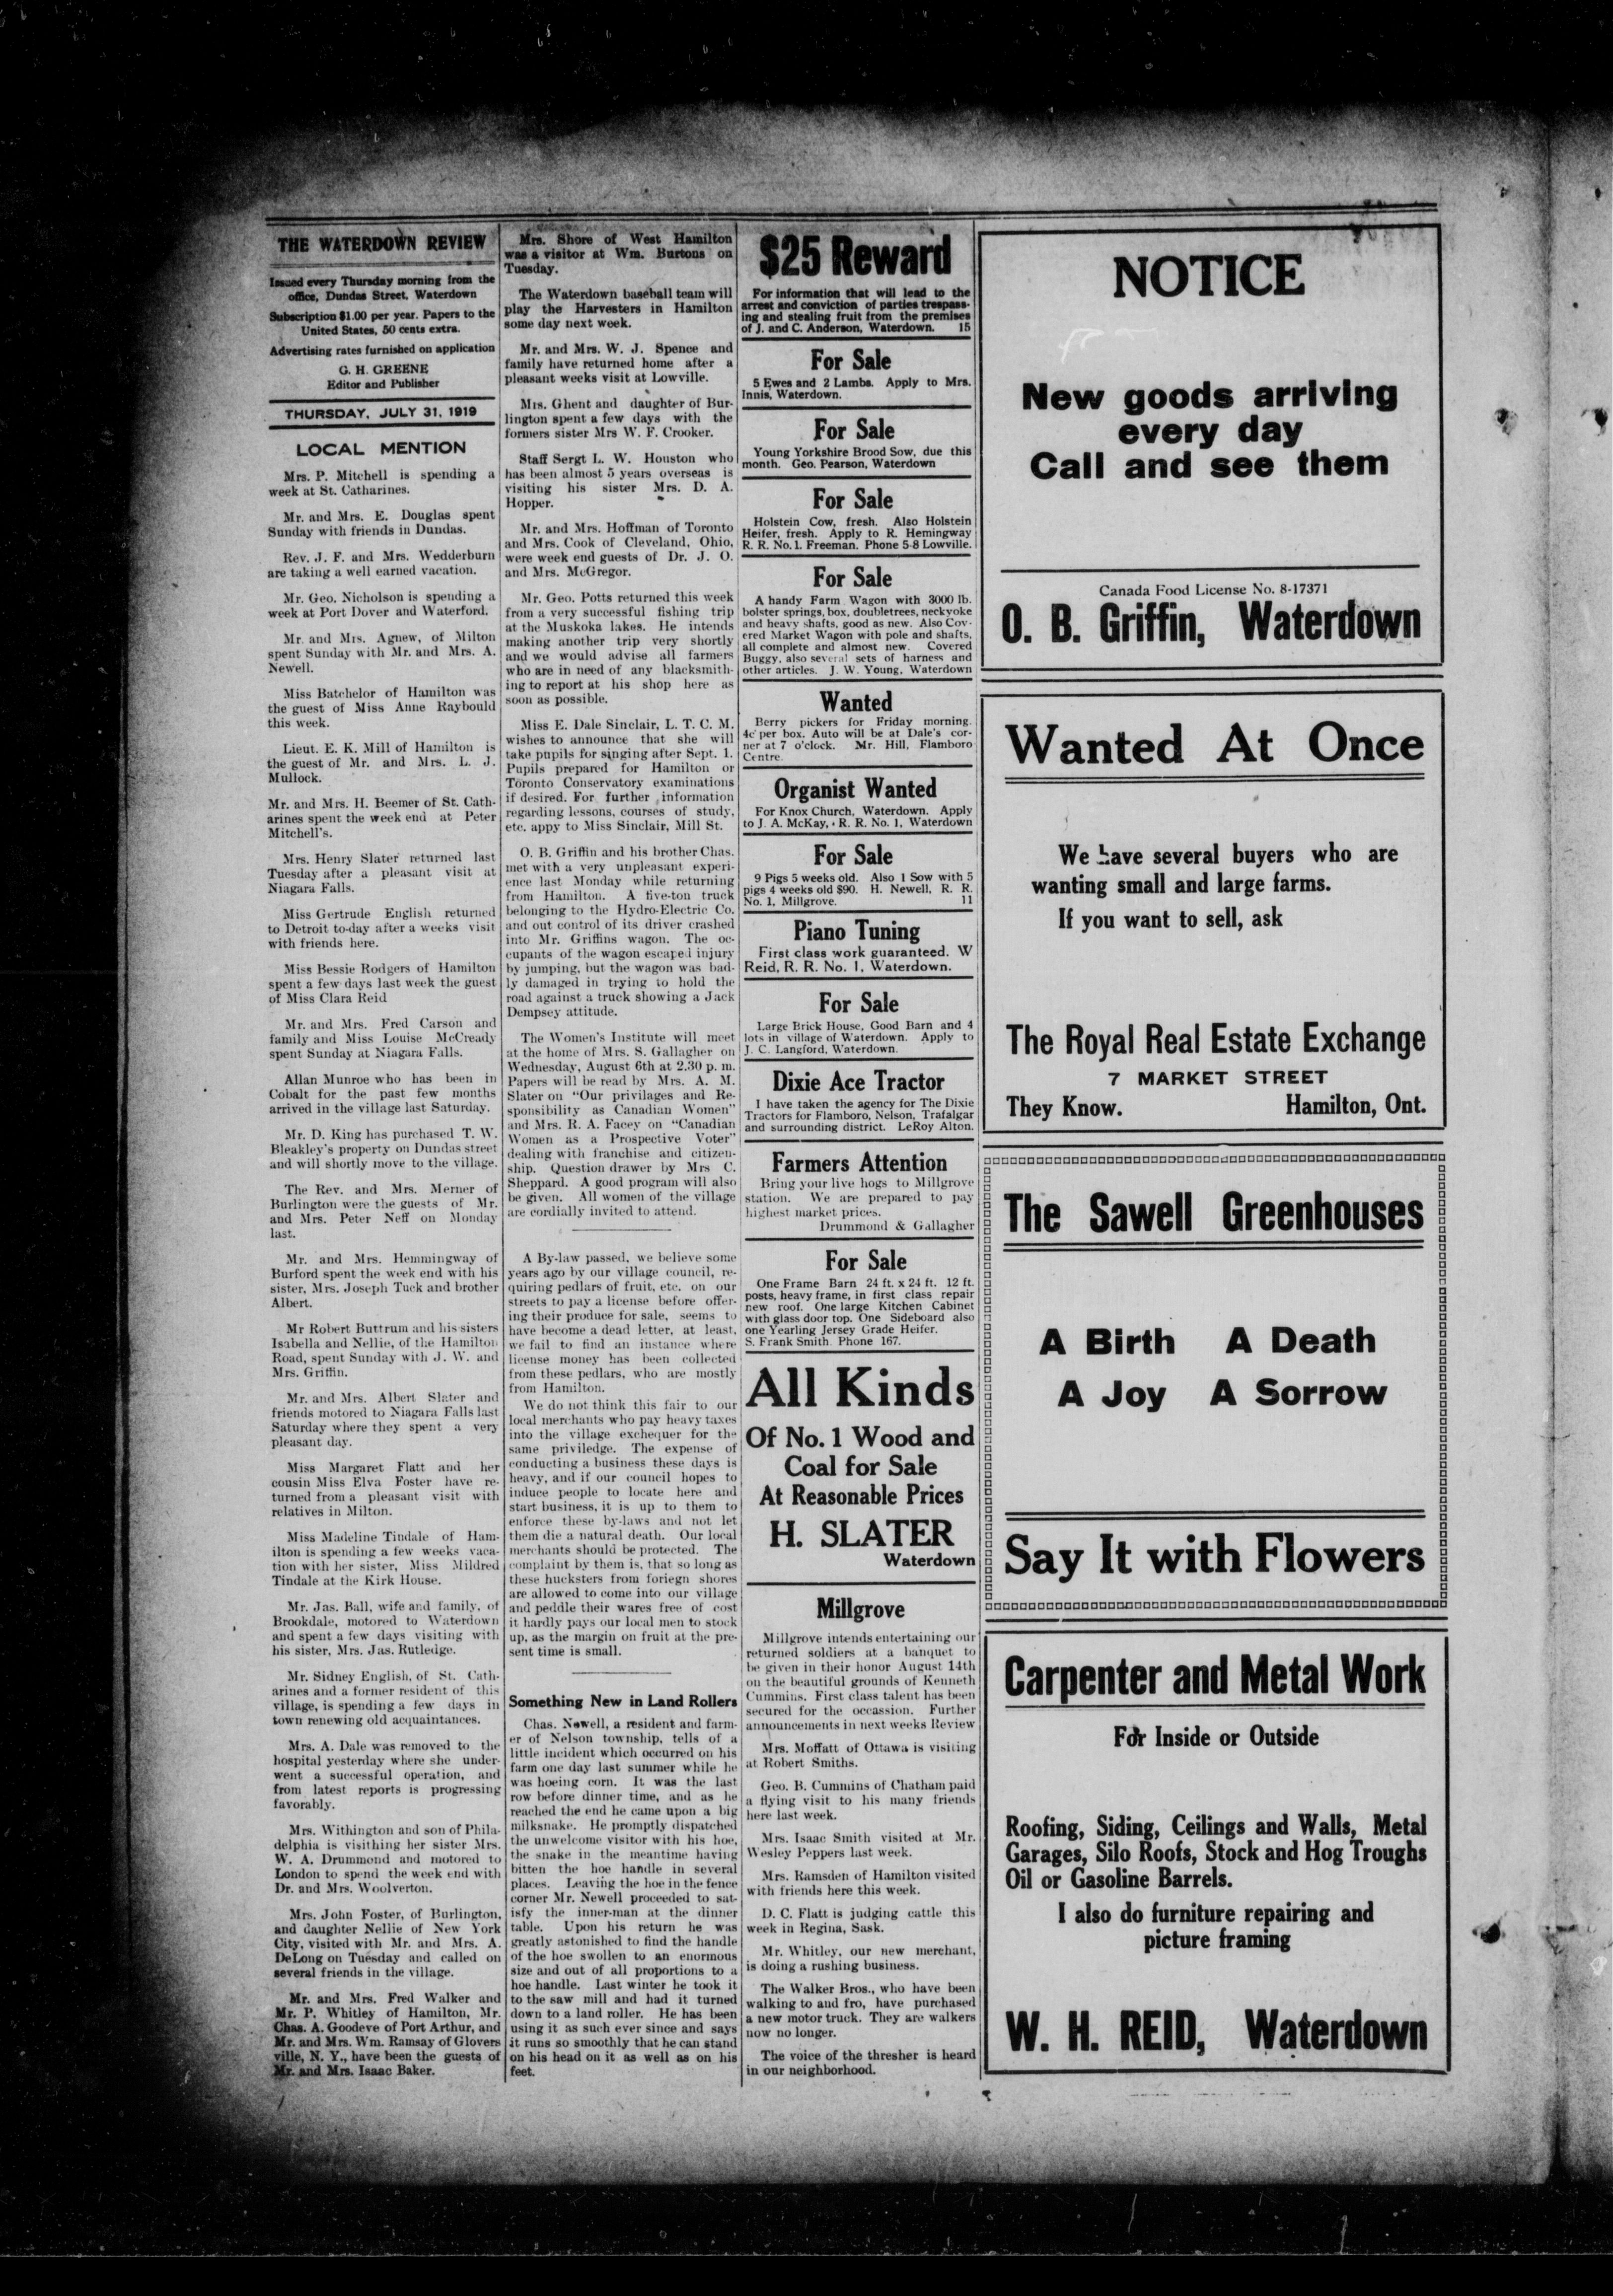 THE WATERDOWN REVIEW
Issued every Thursday morning from the
office, Dundas Street, Waterdown
Subscription $1.00 per year. Papers to the
United States, 50 cents extra.
Advertising rates furnished on application
G. H. GREENE
Editor and Publisher
THURSDAY, JULY 31, 1919
LOCAL MENTION
Mrs. P. Mitchell is spending a
week at St. Catharines.
Mr. and Mrs. E. Douglas spent
Sunday with friends in Dundas.
Rev. J. F. and Mrs. Wedderburn
are taking a well earned vacation.
Mr. Geo. Nicholson is spending a
week at Port Dover and Waterford.
Mr. and Mrs. Agnew, of Milton
spent Sunday with Mr. and Mrs. A.
Newell.
Miss Batchelor of Hamilton was
the guest of Miss Anne Raybould
this week.
Lieut. E. K. Mill of Hamilton is
the guest of Mr. and Mrs. L. J.
Mullock.
Mr. and Mrs. H. Beemer of St. Cath-
arines spent the week end at Peter
Mitchell's.
Mrs. Henry Slater returned last
Tuesday after a pleasant visit at
Niagara Falls.
Miss Gertrude English returned
to Detroit to-day after a weeks visit
with friends here.
Miss Bessie Rodgers of Hamilton
spent a few days last week the guest
of Miss Clara Reid
Mr. and Mrs. Fred Carson and
family and Miss Louise McCready
spent Sunday at Niagara Falls.
Allan Munroe who has been in
Cobalt for the past few months
arrived in the village last Saturday.
Mr. D. King has purchased T. W.
Bleakley's property on Dundas street
and will shortly move to the village.
The Rev. and Mrs. Merner of
Burlington were the guests of Mr.
and Mrs. Peter Neff on Monday
last.
Mr. and Mrs. Hemmingway of
Burford spent the week end with his
sister, Mrs. Joseph Tuck and brother
Albert.
Mr Robert Buttrum and his sisters
Isabella and Nellie, of the Hamilton
Road, spent Sunday with J. W. and
Mrs. Griffin.
Mr. and Mrs. Albert Slater and
friends motored to Niagara Falls last
Saturday where they spent a very
pleasant day.
Miss Margaret Flatt and her
cousin Miss Elva Foster have re-
turned from a pleasant visit with
relatives in Milton.
Miss Madeline Tindale of Ham-
ilton is spending a few weeks vaca-
tion with her sister, Miss Mildred
Tindale at the Kirk House.
Mr. Jas. Ball, wife and family, of
Brookdale, motored to Waterdown
and spent a few days visiting with
his sister, Mrs. Jas. Rutledge.
Mr. Sidney English, of St. Cath-
arines and a former resident of this
village, is spending a few days in
town renewing old acquaintances.
Mrs. A. Dale was removed to the
hospital yesterday where she under-
went a successful operation, and
from latest reports is progressing
favorably.
Mrs. Withington and son of Phila-
delphia is visithing her sister Mrs.
W. A. Drummond and motored to
London to spend the week end with
Dr. and Mrs. Woolverton.
Mrs. John Foster, of Burlington,
and daughter Nellie of New York
City, visited with Mr. and Mrs. A.
DeLong on Tuesday and called on
several friends in the village.
Mr. and Mrs. Fred Walker and
Mr. P. Whitley of Hamilton, Mr.
Chas. A. Goodeve of Port Arthur, and
Mr. and Mrs. Wm. Ramsay of Glovers
ville, N. Y., have been the guests of
Mr. and Mrs. Isaac Baker.
Mrs. Shore of West Hamilton
was a visitor at Wm. Burtons on
Tuesday.
The Waterdown baseball team will
play the Harvesters in Hamilton
some day next week.
Mr. and Mrs. W. J. Spence and
family have returned home after a
pleasant weeks visit at Lowville.
Mrs. Ghent and daughter of Bur-
lington spent a few days with the
formers sister Mrs W. F. Crooker.
Staff Sergt L. W. Houston who
has been almost 5 years overseas is
visiting his sister Mrs. D. A.
Hopper.
Mr. and Mrs. Hoffman of Toronto
and Mrs. Cook of Cleveland, Ohio,
were week end guests of Dr. J. O.
and Mrs. McGregor.
Mr. Geo. Potts returned this week
from a very successful fishing trip
at the Muskoka lakes. He intends
making another trip very shortly
and we would advise all farmers
who are in need of any blacksmith-
ing to report at his shop here as
soon as possible.
Miss E. Dale Sinclair, L. T. C. M.
wishes to announce that she will
take pupils for singing after Sept. 1.
Pupils prepared for Hamilton or
Toronto Conservatory examinations
if desired. For further information
regarding lessons, courses of study,
etc. appy to Miss Sinclair, Mill St.
O. B. Griffin and his brother Chas.
met with a very unpleasant experi-
ence last Monday while returning
from Hamilton. A five-ton truck
belonging to the Hydro-Electric Co.
and out control of its driver crashed
into Mr. Griffins wagon. The oc-
cupants of the wagon escaped injury
by jumping, but the wagon was bad-
ly damaged in trying to hold the
road against a truck showing a Jack
Dempsey attitude.
The Women's Institute will meet
at the home of Mrs. S. Gallagher on
Wednesday, August 6th at 2.30 p. m.
Papers will be read by Mrs. A. M.
Slater on "Our privilages and Re-
sponsibility as Canadian Women"
and Mrs. R. A. Facey on "Canadian
Women as a Prospective Voter"
dealing with franchise and citizen-
ship. Question drawer by Mrs C.
Sheppard. A good program will also
be given. All women of the village
are cordially invited to attend.
A By-law passed, we believe some
years ago by our village council, re-
quiring pedlars of fruit, etc. on our
streets to pay a license before offer-
ing their produce for sale, seems to
have become a dead letter, at least,
we fail to find an instance where
license money has been collected
from these pedlars, who are mostly
from Hamilton.
We do not think this fair to our
local merchants who pay heavy taxes
into the village exchequer for the
same priviledge. The expense of
conducting a business these days is
heavy, and if our council hopes to
induce people to locate here and
start business, it is up to them to
enforce these by-laws and not let
them die a natural death. Our local
merchants should be protected. The
complaint by them is, that so long as
these hucksters from foriegn shores
are allowed to come into our village
and peddle their wares free of cost
it hardly pays our local men to stock
up, as the margin on fruit at the pre-
sent time is small.
Something New in Land Rollers
Chas. Newell, a resident and farm-
er of Nelson township, tells of a
little incident which occurred on his
farm one day last summer while he
was hoeing corn. It was the last
row before dinner time, and as he
reached the end he came upon a big
milksnake. He promptly dispatched
the unwelcome visitor with his hoe,
the snake in the meantime having
bitten the hoe handle in several
places. Leaving the hoe in the fence
corner Mr. Newell proceeded to sat-
isfy the inner-man at the dinner
table. Upon his return he was
greatly astonished to find the handle
of the hoe swollen to an enormous
size and out of all proportions to a
hoe handle. Last winter he took it
to the saw mill and had it turned
down to a land roller. He has been
using it as such ever since and says
it runs so smoothly that he can stand
on his head on it as well as on his
feet.
$25 Reward
For information that will lead to the
arrest and conviction of parties trespass-
ing and stealing fruit from the premises
of J. and C. Anderson, Waterdown. 15
For Sale
5 Ewes and 2 Lambs. Apply to Mrs.
Innis, Waterdown.
For Sale
Young Yorkshire Brood Sow, due this
month. Geo. Pearson, Waterdown
For Sale
Holstein Cow, fresh. Also Holstein
Heifer, fresh. Apply to R. Hemingway
R. R. No. 1. Freeman. Phone 5-8 Lowville.
For Sale
A handy Farm Wagon with 3000 lb.
bolster springs, box, doubletrees, neckyoke
and heavy shafts, good as new. Also Cov-
ered Market Wagon with pole and shafts,
all complete and almost new. Covered
Buggy, also several sets of harness and
other articles. J. W. Young, Waterdown
Wanted
Berry pickers for Friday morning.
4c per box. Auto will be at Dale's cor-
ner at 7 o'clock. Mr. Hill, Flamboro
Centre.
Organist Wanted
For Knox Church, Waterdown. Apply
to J. A. McKay, R. R. No. 1, Waterdown
For Sale
9 Pigs 5 weeks old. Also 1 Sow with 5
pigs 4 weeks old $90. H. Newell, R. R.
No. 1, Millgrove. 11
Piano Tuning
First class work guaranteed. W
Reid, R. R. No. 1, Waterdown.
For Sale
Large Brick House, Good Barn and 4
lots in village of Waterdown. Apply to
J. C. Langford, Waterdown.
Dixie Ace Tractor
I have taken the agency for The Dixie
Tractors for Flamboro, Nelson, Trafalgar
and surrounding district. LeRoy Alton.
Farmers Attention
Bring your live hogs to Millgrove
station. We are prepared to pay
highest market prices.
Drummond & Gallagher
For Sale
One Frame Barn 24 ft. x 24 ft. 12 ft.
posts, heavy frame, in first class repair
new roof. One large Kitchen Cabinet
with glass door top. One Sideboard also
one Yearling Jersey Grade Heifer.
S. Frank Smith. Phone 167.
All Kinds
Of No. 1 Wood and
Coal for Sale
At Reasonable Prices
H. SLATER
Waterdown
Millgrove
Millgrove intends entertaining our
returned soldiers at a banquet to
be given in their honor August 14th
on the beautiful grounds of Kenneth
Cummins. First class talent has been
secured for the occassion. Further
announcements in next weeks Review
Mrs. Moffatt of Ottawa is visiting
at Robert Smiths.
Geo. B. Cummins of Chatham paid
a flying visit to his many friends
here last week.
Mrs. Isaac Smith visited at Mr.
Wesley Peppers last week.
Mrs. Ramsden of Hamilton visited
with friends here this week.
D. C. Flatt is judging cattle this
week in Regina, Sask.
Mr. Whitley, our new merchant,
is doing a rushing business.
The Walker Bros., who have been
walking to and fro, have purchased
a new motor truck. They are walkers
now no longer.
The voice of the thresher is heard
in our neighborhood.
NOTICE
New goods arriving
every day
Call and see them
Canada Food License No. 8-17371
O. B. Griffin, Waterdown
Wanted At Once
We have several buyers who are
wanting small and large farms.
If you want to sell, ask
The Royal Real Estate Exchange
7 MARKET STREET
They Know. Hamilton, Ont.
The Sawell Greenhouses
A Birth A Death
A Joy A Sorrow
Say It with Flowers
Carpenter and Metal Work
For Inside or Outside
Roofing, Siding, Ceilings and Walls, Metal
Garages, Silo Roofs, Stock and Hog Troughs
Oil or Gasoline Barrels.
I also do furniture repairing and
picture framing
W. H. REID, Waterdown